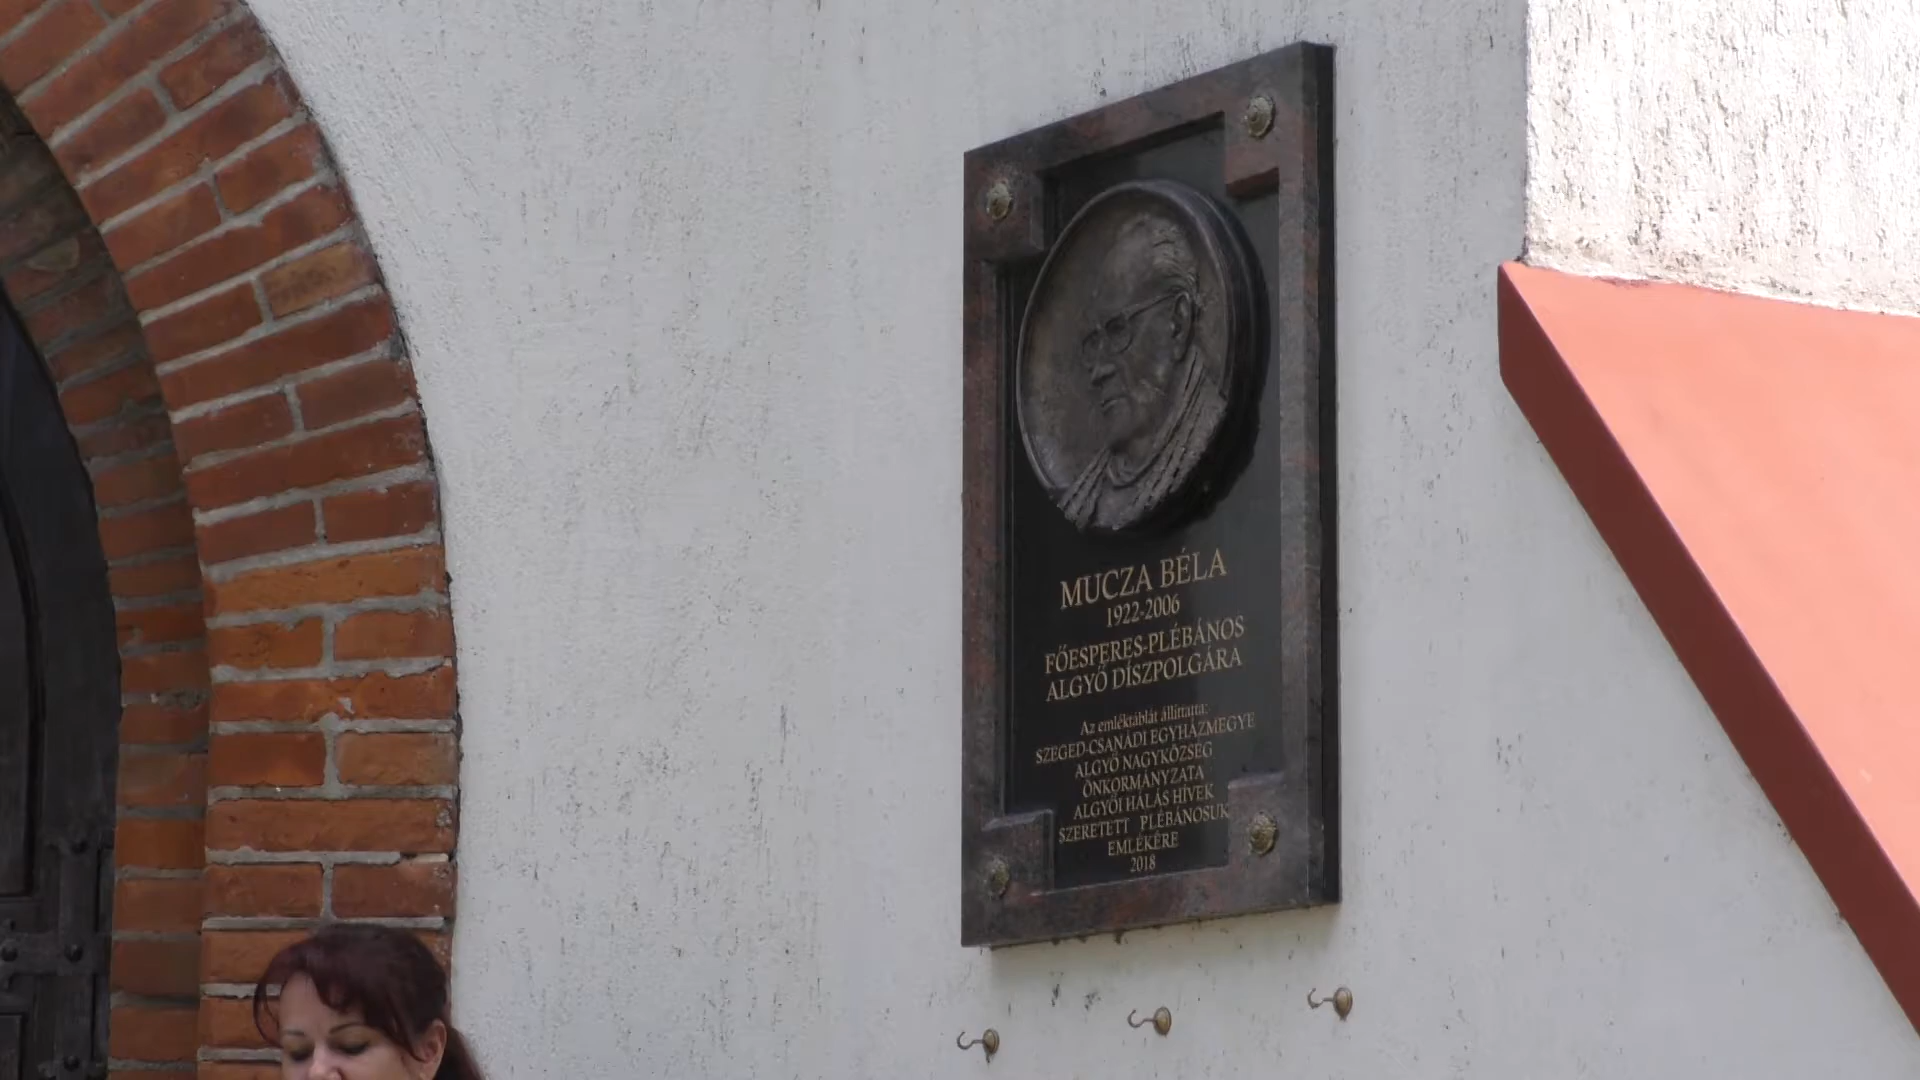 MUCZA BÉLA
1922-2006
FŐESPERES-PLÉBÁNOS
ALGYŐ DÍSZPOLGÁRA
Az emléktáblát állíttatta:
SZEGED-CSANÁDI EGYHÁZMEGYE
ALGYŐ NAGYKÖZSÉG
ÖNKORMÁNYZATA
ALGYŐI HÁLÁS HÍVEK
SZERETETT PLÉBÁNOSUK
EMLÉKÉRE
2018